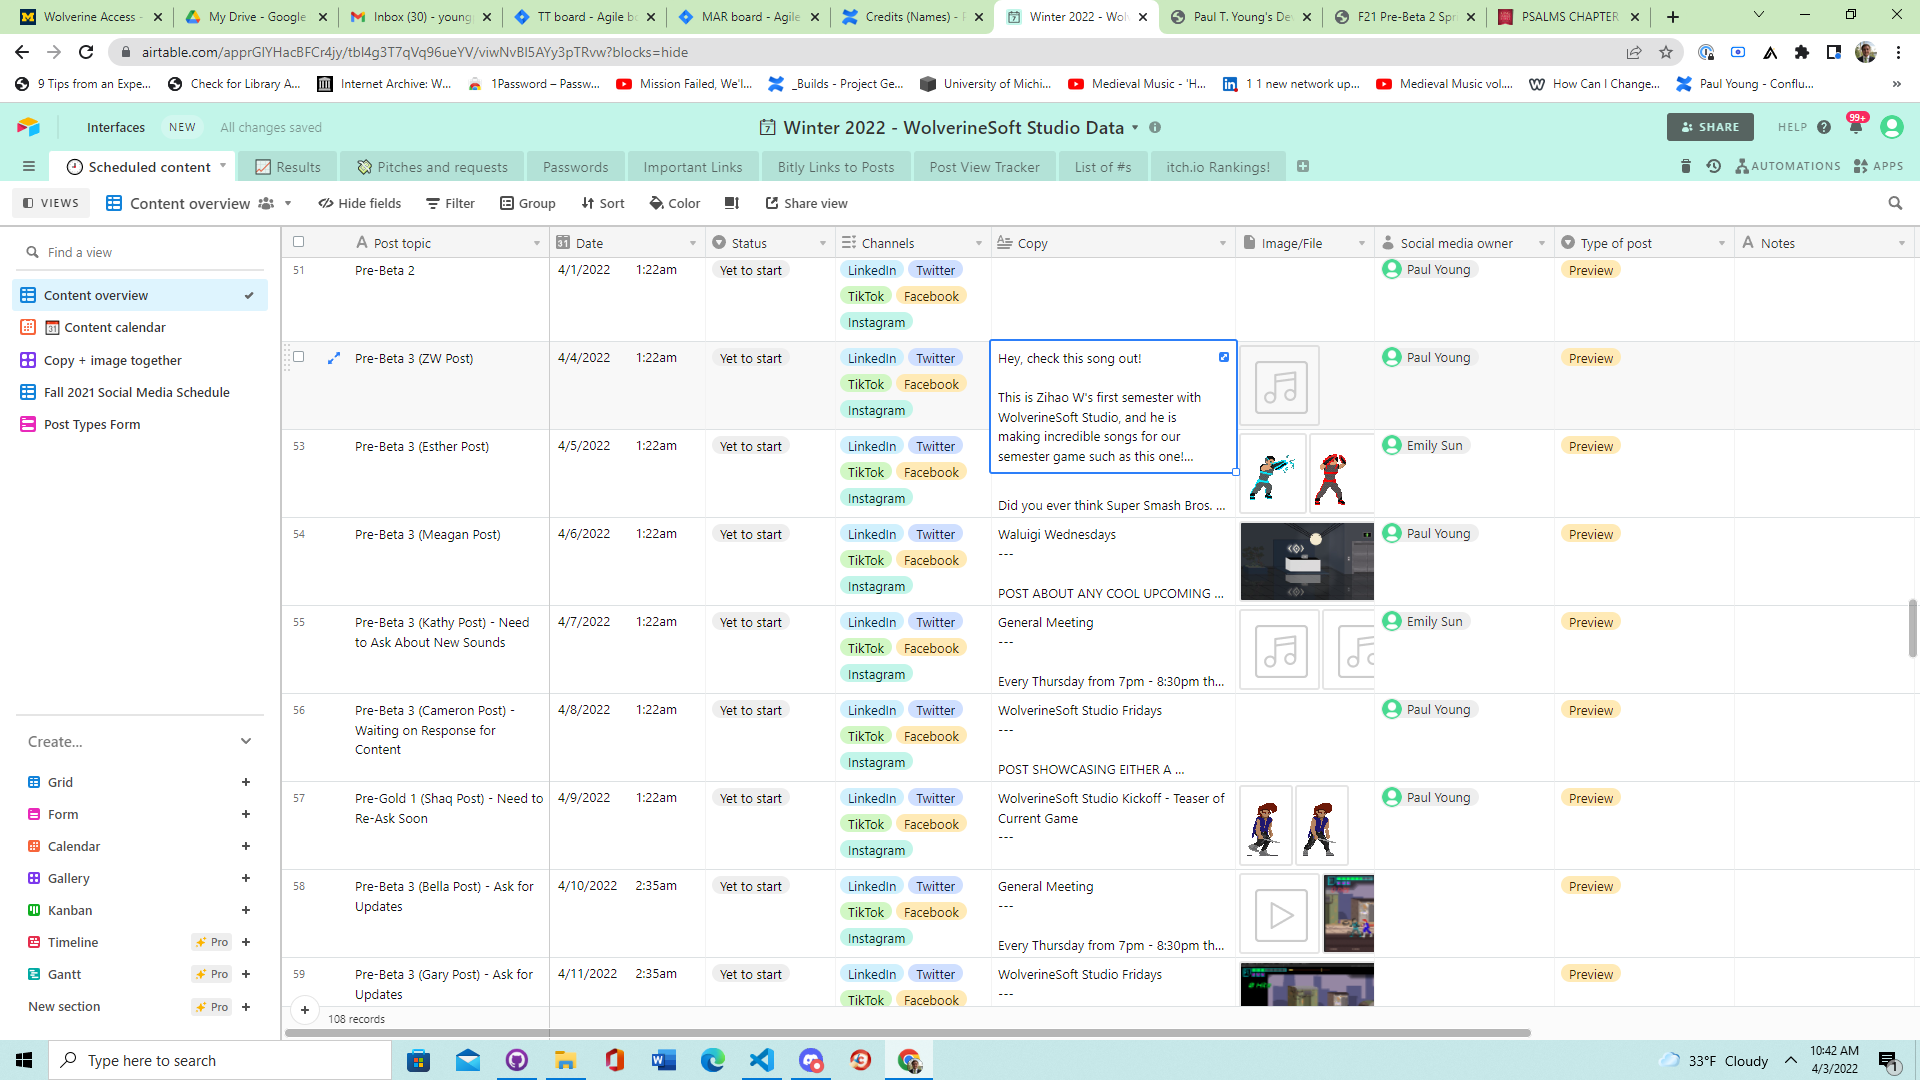 Wolverine Access -
My Drive - Google
Inbox (30) - young
TT board - Agile b
MAR board - Agile
Credits (Names) - P
Winter 2022 - Wol
Paul T. Young's De
F21 Pre-Beta 2 Sp
PSALMS CHAPTER
airtable.com/apprGlYHacBFCr4jy/tbl4g3T7qVq96ueYV/viwNvBl5AYy3pTRvw?blocks=hide
9 Tips from an Expe...
Check for Library A...
Internet Archive: W...
1Password – Passw...
Mission Failed, We'l...
_Builds - Project Ge...
University of Michi...
Medieval Music - 'H...
1 1 new network up...
Medieval Music vol....
How Can I Change...
Paul Young - Conflu...
»
Interfaces
NEW
All changes saved
Winter 2022 - WolverineSoft Studio Data
SHARE
HELP
99+
Scheduled content
Results
Pitches and requests
Passwords
Important Links
Bitly Links to Posts
Post View Tracker
List of #s
itch.io Rankings!
AUTOMATIONS
APPS
VIEWS
Content overview
Hide fields
Filter
Group
Sort
Color
Share view
Find a view
Content overview
Content calendar
Copy + image together
Fall 2021 Social Media Schedule
Post Types Form
Create...
Grid
Form
Calendar
Gallery
Kanban
Timeline
Pro
Gantt
Pro
New section
Pro
Post topic
Date
Status
Channels
Copy
Image/File
Social media owner
Type of post
Notes
51
Pre-Beta 2
4/1/2022 1:22am
Yet to start
LinkedIn Twitter
TikTok Facebook
Instagram
Paul Young
Preview
Pre-Beta 3 (ZW Post)
4/4/2022 1:22am
Yet to start
LinkedIn Twitter
TikTok Facebook
Instagram
Hey, check this song out!
This is Zihao W's first semester with
WolverineSoft Studio, and he is
making incredible songs for our
semester game such as this one!...
Paul Young
Preview
53
Pre-Beta 3 (Esther Post)
4/5/2022 1:22am
Yet to start
LinkedIn Twitter
TikTok Facebook
Instagram
Did you ever think Super Smash Bros. ...
Emily Sun
Preview
54
Pre-Beta 3 (Meagan Post)
4/6/2022 1:22am
Yet to start
LinkedIn Twitter
TikTok Facebook
Instagram
Waluigi Wednesdays
---
POST ABOUT ANY COOL UPCOMING ...
Paul Young
Preview
55
Pre-Beta 3 (Kathy Post) - Need
to Ask About New Sounds
4/7/2022 1:22am
Yet to start
LinkedIn Twitter
TikTok Facebook
Instagram
General Meeting
---
Every Thursday from 7pm - 8:30pm th...
Emily Sun
Preview
56
Pre-Beta 3 (Cameron Post) -
Waiting on Response for
Content
4/8/2022 1:22am
Yet to start
LinkedIn Twitter
TikTok Facebook
Instagram
WolverineSoft Studio Fridays
---
POST SHOWCASING EITHER A ...
Paul Young
Preview
57
Pre-Gold 1 (Shaq Post) - Need to
Re-Ask Soon
4/9/2022 1:22am
Yet to start
LinkedIn Twitter
TikTok Facebook
Instagram
WolverineSoft Studio Kickoff - Teaser of
Current Game
---
Paul Young
Preview
58
Pre-Beta 3 (Bella Post) - Ask for
Updates
4/10/2022 2:35am
Yet to start
LinkedIn Twitter
TikTok Facebook
Instagram
General Meeting
---
Every Thursday from 7pm - 8:30pm th...
Preview
59
Pre-Beta 3 (Gary Post) - Ask for
Updates
4/11/2022 2:35am
Yet to start
LinkedIn Twitter
TikTok Facebook
WolverineSoft Studio Fridays
---
Preview
108 records
Type here to search
33°F Cloudy
10:42 AM
4/3/2022
1